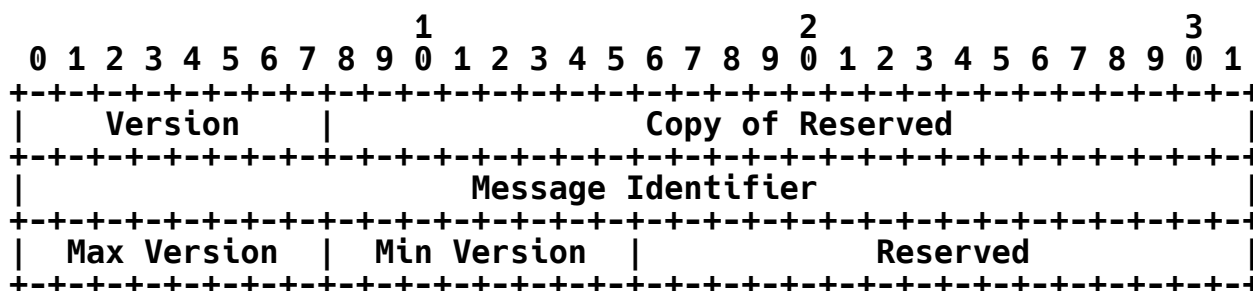 1                   2                   3
 0 1 2 3 4 5 6 7 8 9 0 1 2 3 4 5 6 7 8 9 0 1 2 3 4 5 6 7 8 9 0 1
+-+-+-+-+-+-+-+-+-+-+-+-+-+-+-+-+-+-+-+-+-+-+-+-+-+-+-+-+-+-+-+-+
|    Version    |                Copy of Reserved               |
+-+-+-+-+-+-+-+-+-+-+-+-+-+-+-+-+-+-+-+-+-+-+-+-+-+-+-+-+-+-+-+-+
|                       Message Identifier                      |
+-+-+-+-+-+-+-+-+-+-+-+-+-+-+-+-+-+-+-+-+-+-+-+-+-+-+-+-+-+-+-+-+
|  Max Version  |  Min Version  |            Reserved           |
+-+-+-+-+-+-+-+-+-+-+-+-+-+-+-+-+-+-+-+-+-+-+-+-+-+-+-+-+-+-+-+-+